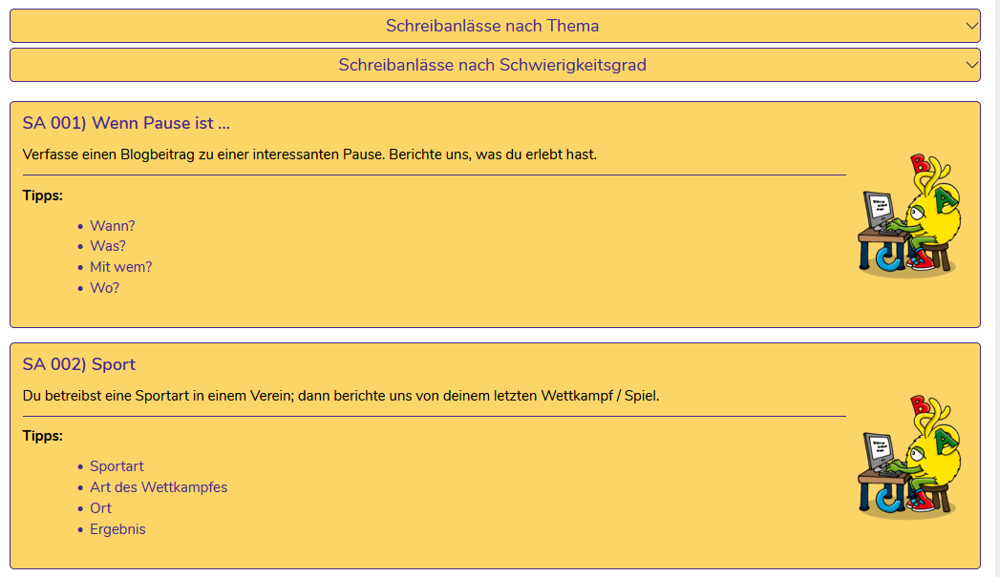 Schreibanlässe nach Thema
Schreibanlässe nach Schwierigkeitsgrad
SA 001) Wenn Pause ist ...
Verfasse einen Blogbeitrag zu einer interessanten Pause. Berichte uns, was du erlebt hast.
Tipps:
• Wann?
• Was?
• Mit wem?
• Wo?
B
A
C
SA 002) Sport
Du betreibst eine Sportart in einem Verein; dann berichte uns von deinem letzten Wettkampf / Spiel.
Tipps:
• Sportart
• Art des Wettkampfes
• Ort
• Ergebnis
B
A
C